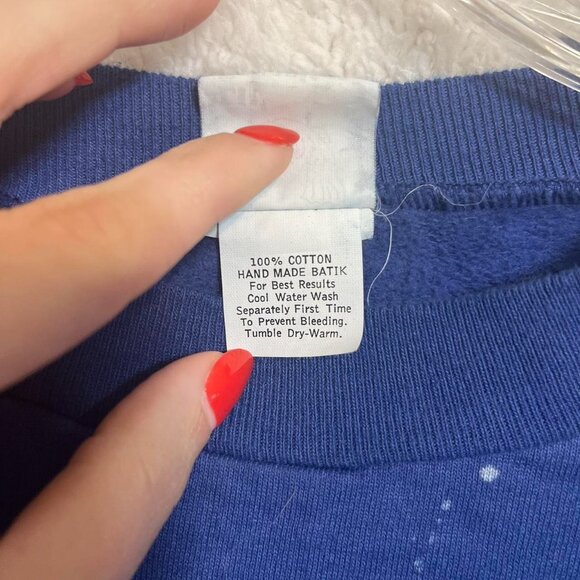 100% COTTON
HAND MADE BATIK
For Best Results
Cool Water Wash
Separately First Time
To Prevent Bleeding.
Tumble Dry-Warm.